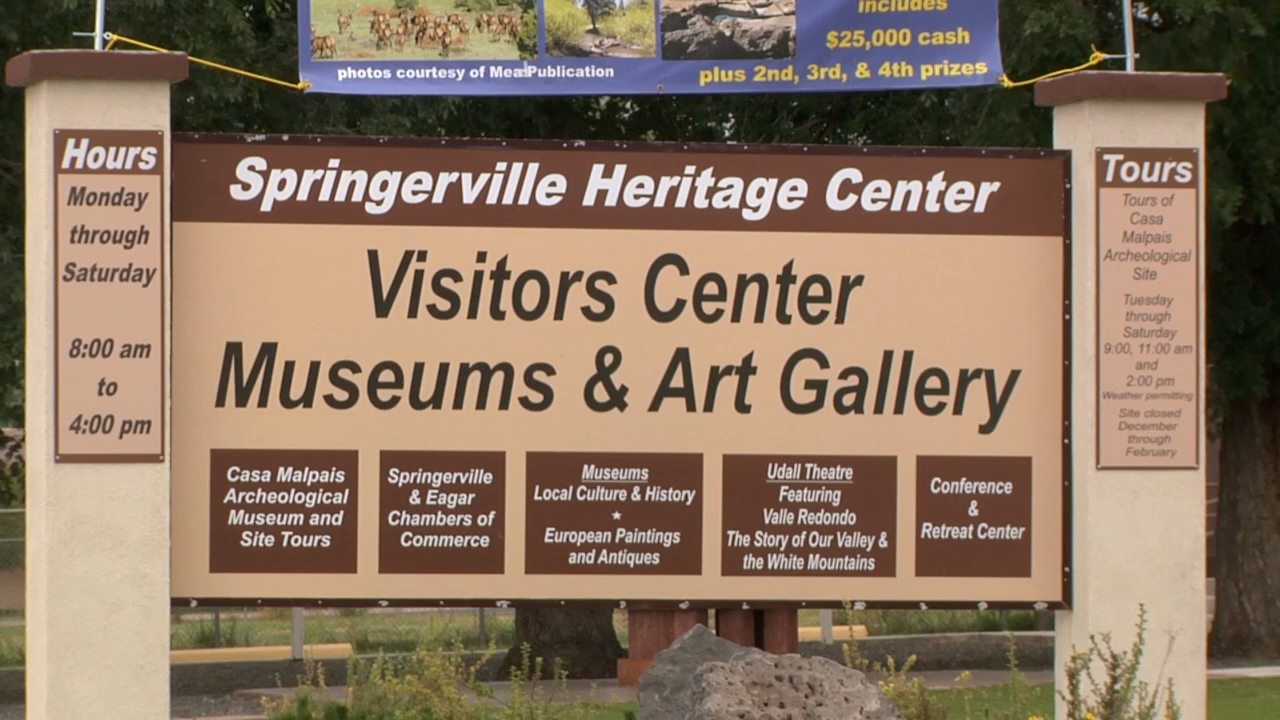 includes
$25,000 cash
plus 2nd, 3rd, & 4th prizes
photos courtesy of MeaPublication
Hours
Monday
through
Saturday
8:00 am
to
4:00 pm
Springerville Heritage Center
Visitors Center
Museums & Art Gallery
Casa Malpais
Archeological
Museum and
Site Tours
Springerville
& Eagar
Chambers of
Commerce
Museums
Local Culture & History
★
European Paintings
and Antiques
Udall Theatre
Featuring
Valle Redondo
The Story of Our Valley &
the White Mountains
Conference
&
Retreat Center
Tours
Tours of
Casa
Malpais
Archeological
Site
Tuesday
through
Saturday
9:00, 11:00 am
and
2:00 pm
Weather permitting
Site closed
December
through
February